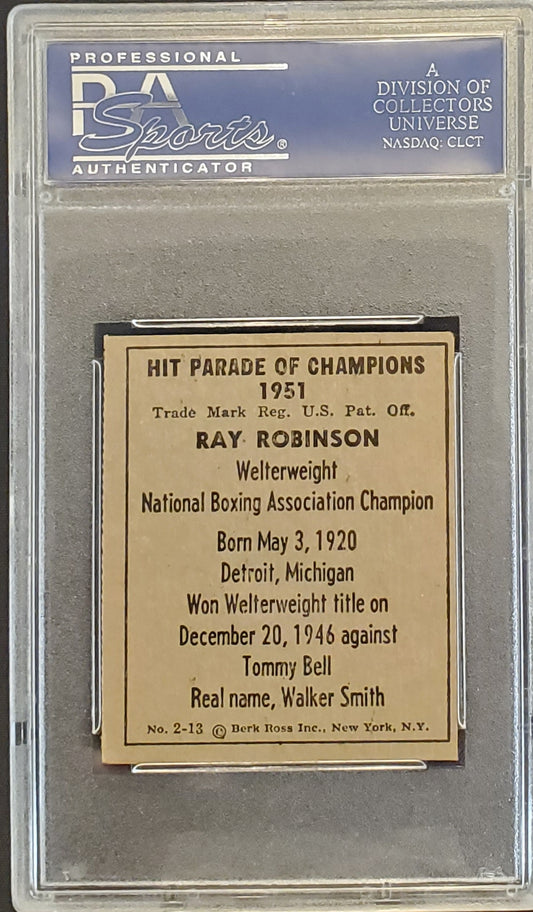 PROFESSIONAL
PSA
Sports®
AUTHENTICATOR
A
DIVISION OF
COLLECTORS
UNIVERSE
NASDAQ: CLCT
HIT PARADE OF CHAMPIONS
1951
Trade Mark Reg. U.S. Pat. Off.
RAY ROBINSON
Welterweight
National Boxing Association Champion
Born May 3, 1920
Detroit, Michigan
Won Welterweight title on
December 20, 1946 against
Tommy Bell
Real name, Walker Smith
No. 2-13 © Berk Ross Inc., New York, N.Y.